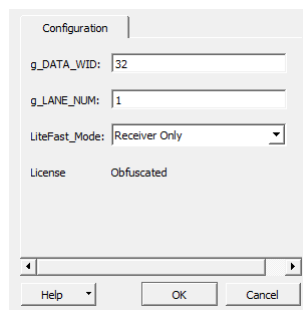 Configuration
g_DATA_WID: 32
g_LANE_NUM: 1
LiteFast_Mode: Receiver Only
License Obfuscated
Help OK Cancel